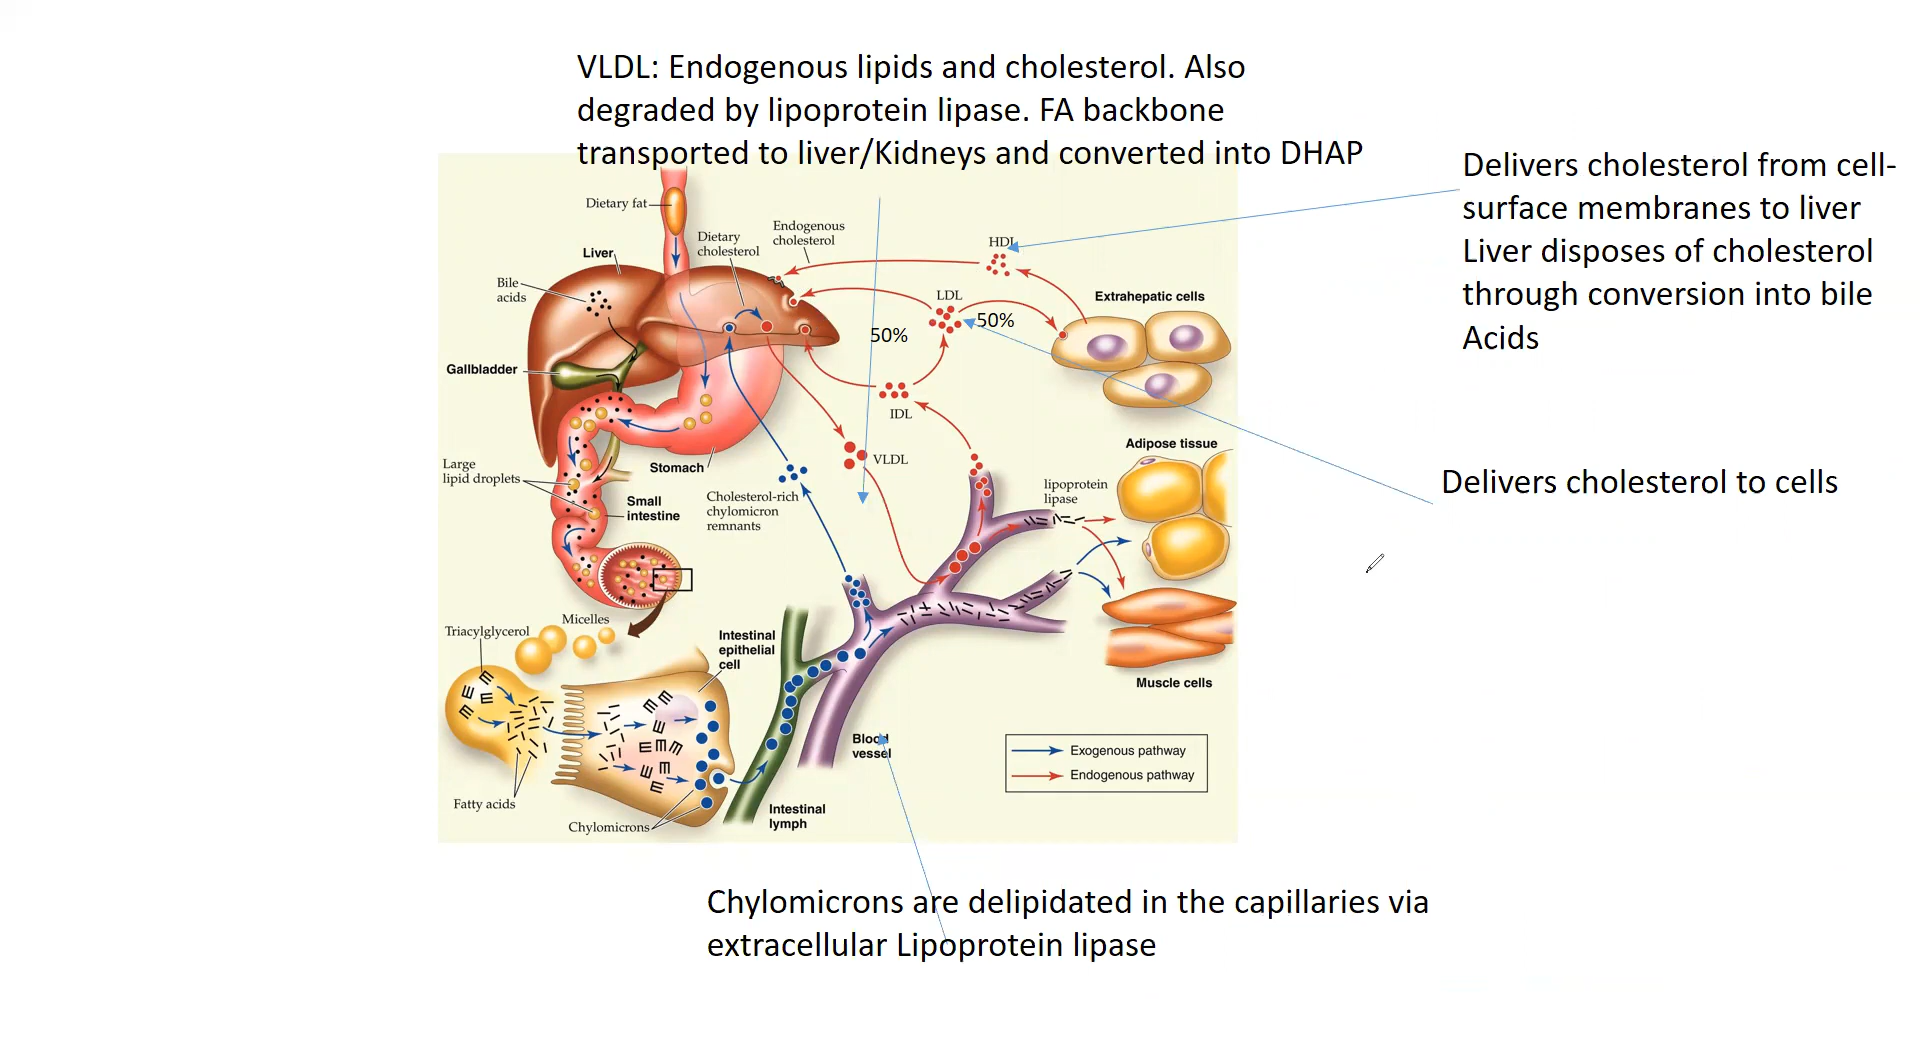 VLDL: Endogenous lipids and cholesterol. Also
degraded by lipoprotein lipase. FA backbone
transported to liver/Kidneys and converted into DHAP
Delivers cholesterol from cell-
surface membranes to liver
Liver disposes of cholesterol
through conversion into bile
Acids
Dietary fat
Liver
Bile
acids
Dietary
cholesterol
Endogenous
cholesterol
HDL
LDL
50%
50%
Extrahepatic cells
Gallbladder
IDL
VLDL
Stomach
Large
lipid droplets
Small
intestine
Cholesterol-rich
chylomicron
remnants
lipoprotein
lipase
Adipose tissue
Delivers cholesterol to cells
Micelles
Triacylglycerol
Intestinal
epithelial
cell
Muscle cells
Blood
vessel
Exogenous pathway
Endogenous pathway
Fatty acids
Chylomicrons
Intestinal
lymph
Chylomicrons are delipidated in the capillaries via
extracellular Lipoprotein lipase